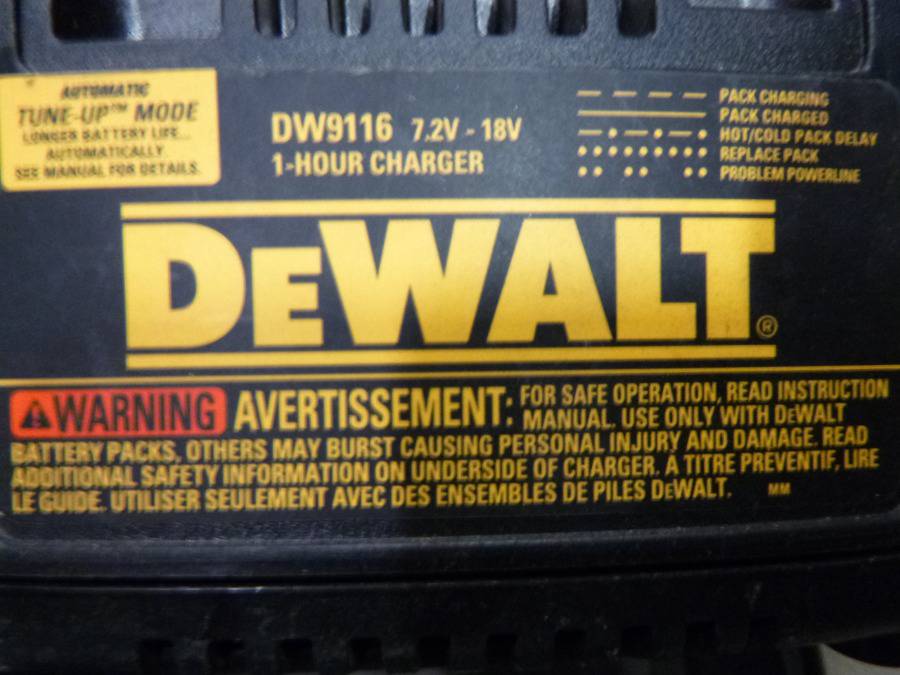 AUTOMATIC
TUNE-UP™ MODE
LONGER BATTERY LIFE...
AUTOMATICALLY.
SEE MANUAL FOR DETAILS.
DW9116 7.2V - 18V
1-HOUR CHARGER
PACK CHARGING
PACK CHARGED
HOT/COLD PACK DELAY
REPLACE PACK
PROBLEM POWERLINE
DEWALT®
WARNING AVERTISSEMENT: FOR SAFE OPERATION, READ INSTRUCTION
MANUAL. USE ONLY WITH DEWALT
BATTERY PACKS, OTHERS MAY BURST CAUSING PERSONAL INJURY AND DAMAGE. READ
ADDITIONAL SAFETY INFORMATION ON UNDERSIDE OF CHARGER. À TITRE PRÉVENTIF, LIRE
LE GUIDE. UTILISER SEULEMENT AVEC DES ENSEMBLES DE PILES DEWALT. MM